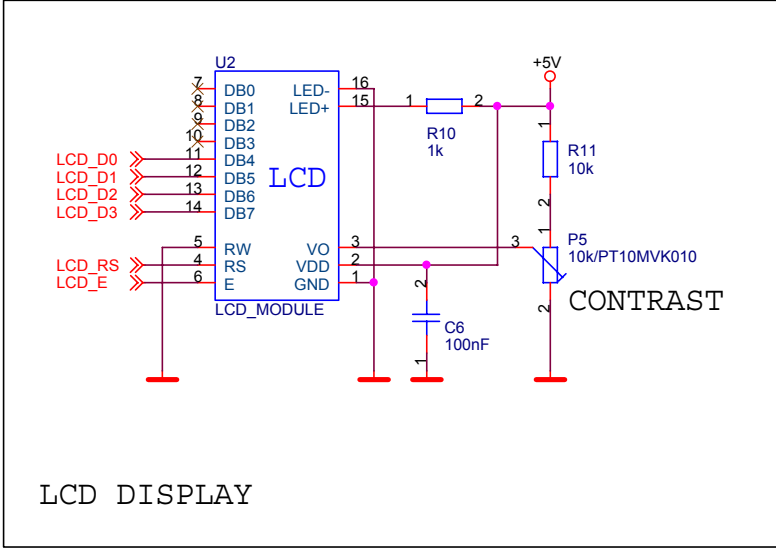 U2
+5V
7 DB0 LED- 16
8 DB1 LED+ 15 1 2
9 DB2
10 DB3
R10
1k
1
R11
10k
2
LCD_D0 11 DB4
LCD_D1 12 DB5
LCD_D2 13 DB6
LCD_D3 14 DB7
LCD
5 RW VO 3 3
LCD_RS 4 RS VDD 2
LCD_E 6 E GND 1
1
P5
10k/PT10MVK010
2
CONTRAST
LCD_MODULE
2
C6
100nF
1
LCD DISPLAY